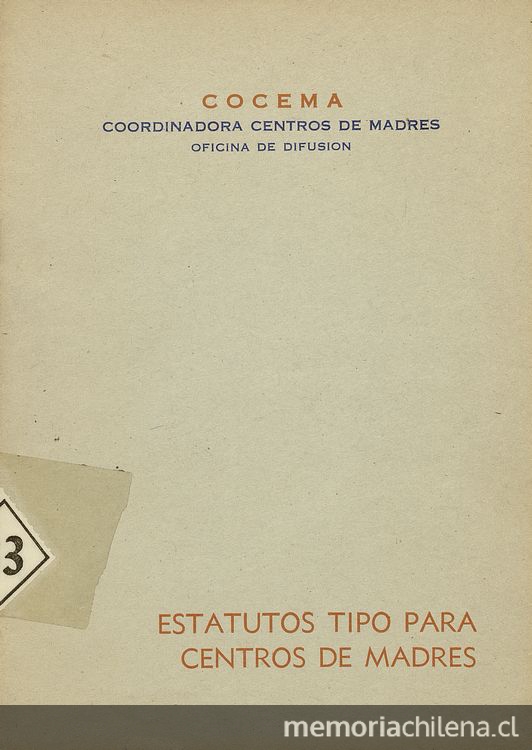 COCEMA
COORDINADORA CENTROS DE MADRES
OFICINA DE DIFUSION
3
ESTATUTOS TIPO PARA
CENTROS DE MADRES
memoriachilena.cl